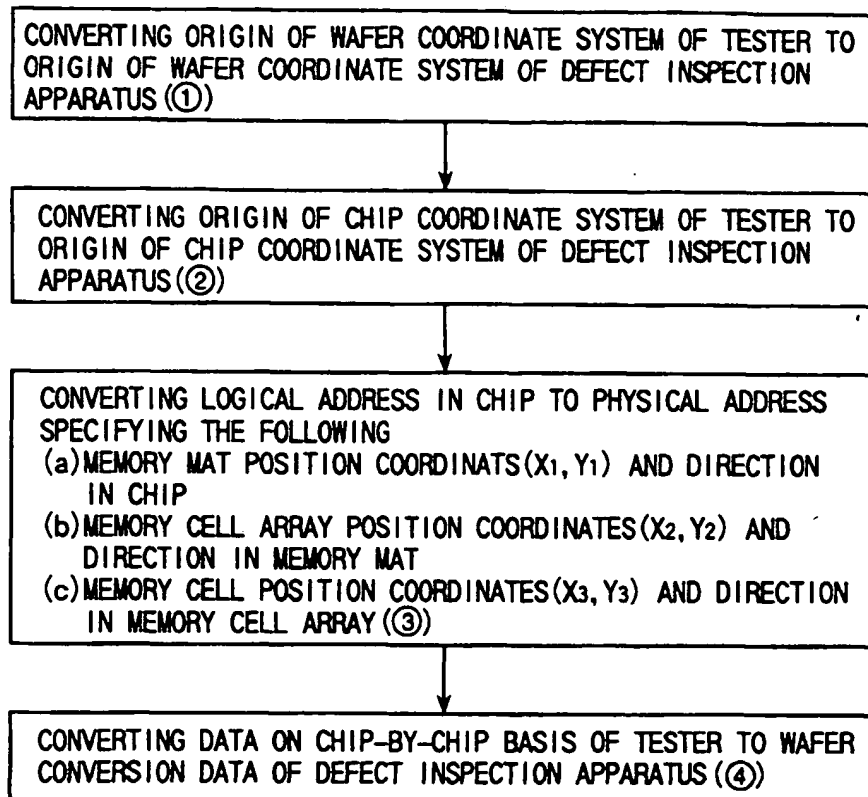 CONVERTING ORIGIN OF WAFER COORDINATE SYSTEM OF TESTER TO
ORIGIN OF WAFER COORDINATE SYSTEM OF DEFECT INSPECTION
APPARATUS(①)
CONVERTING ORIGIN OF CHIP COORDINATE SYSTEM OF TESTER TO
ORIGIN OF CHIP COORDINATE SYSTEM OF DEFECT INSPECTION
APPARATUS(②)
CONVERTING LOGICAL ADDRESS IN CHIP TO PHYSICAL ADDRESS
SPECIFYING THE FOLLOWING
(a)MEMORY MAT POSITION COORDINATS(X1,Y1) AND DIRECTION
IN CHIP
(b)MEMORY CELL ARRAY POSITION COORDINATES(X2,Y2) AND
DIRECTION IN MEMORY MAT
(c)MEMORY CELL POSITION COORDINATES(X3,Y3) AND DIRECTION
IN MEMORY CELL ARRAY(③)
CONVERTING DATA ON CHIP-BY-CHIP BASIS OF TESTER TO WAFER
CONVERSION DATA OF DEFECT INSPECTION APPARATUS(④)